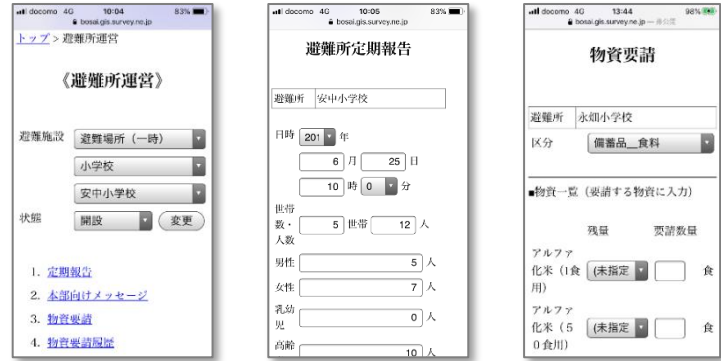 docomo 4G 10:04 83%
bosai.gis.survey.ne.jp
トップ > 避難所運営
《避難所運営》
避難施設 避難場所（一時）
小学校
安中小学校
状態 開設 変更
1. 定期報告
2. 本部向けメッセージ
3. 物資要請
4. 物資要請履歴
docomo 4G 10:05 83%
bosai.gis.survey.ne.jp
避難所定期報告
避難所 安中小学校
日時 201 年
6 月 25 日
10 時 0 分
世帯
数・ 5 世帯 12 人
人数
男性 5 人
女性 7 人
乳幼 0 人
児
高齢 10 人
docomo 4G 13:44 98%
bosai.gis.survey.ne.jp — 非公開
物資要請
避難所 永畑小学校
区分 備蓄品__食料
■物資一覧（要請する物資に入力）
残量 要請数量
アルファ
化米（1食 (未指定 食
用）
アルファ
化米（５ (未指定 食
０食用）